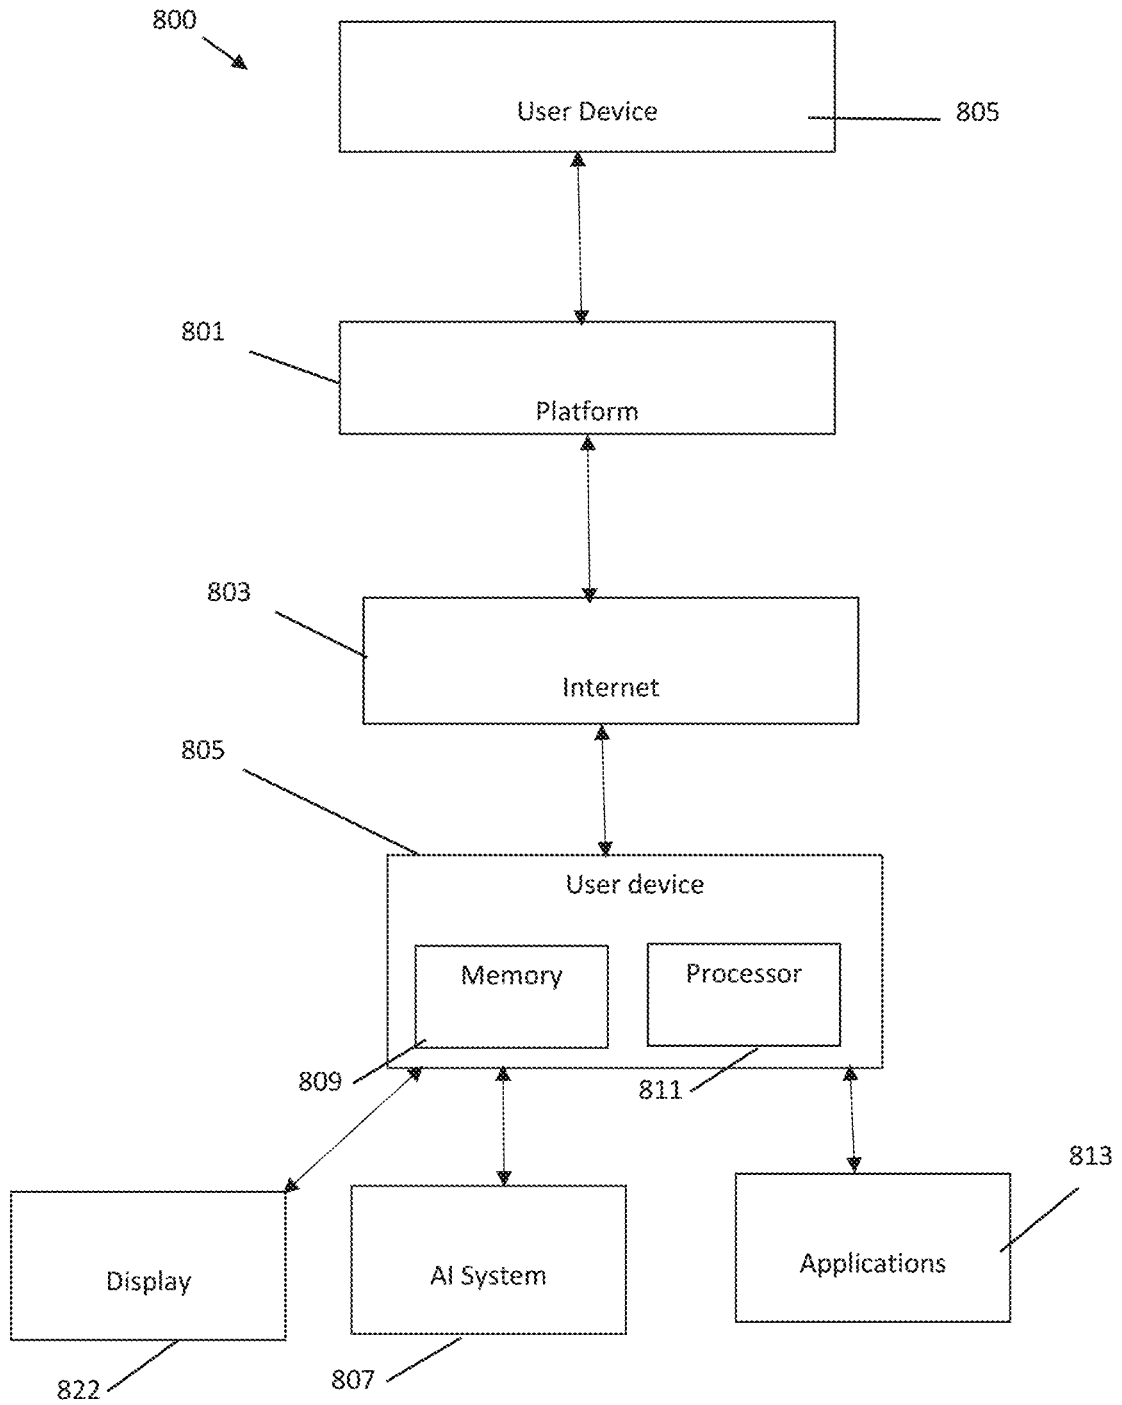 800
User Device
805
801
Platform
803
Internet
805
User device
Memory
Processor
809
811
813
Display
AI System
Applications
822
807